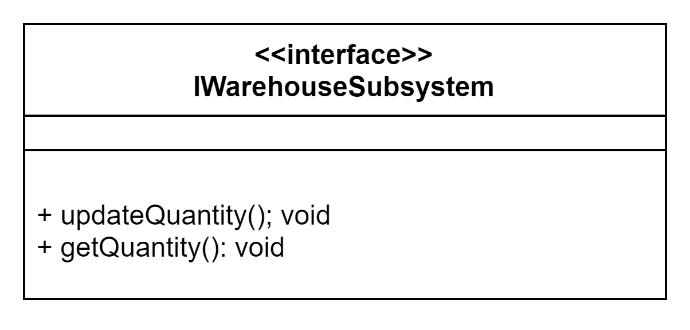 <<interface>>
IWarehouseSubsystem
+ updateQuantity(); void
+ getQuantity(): void